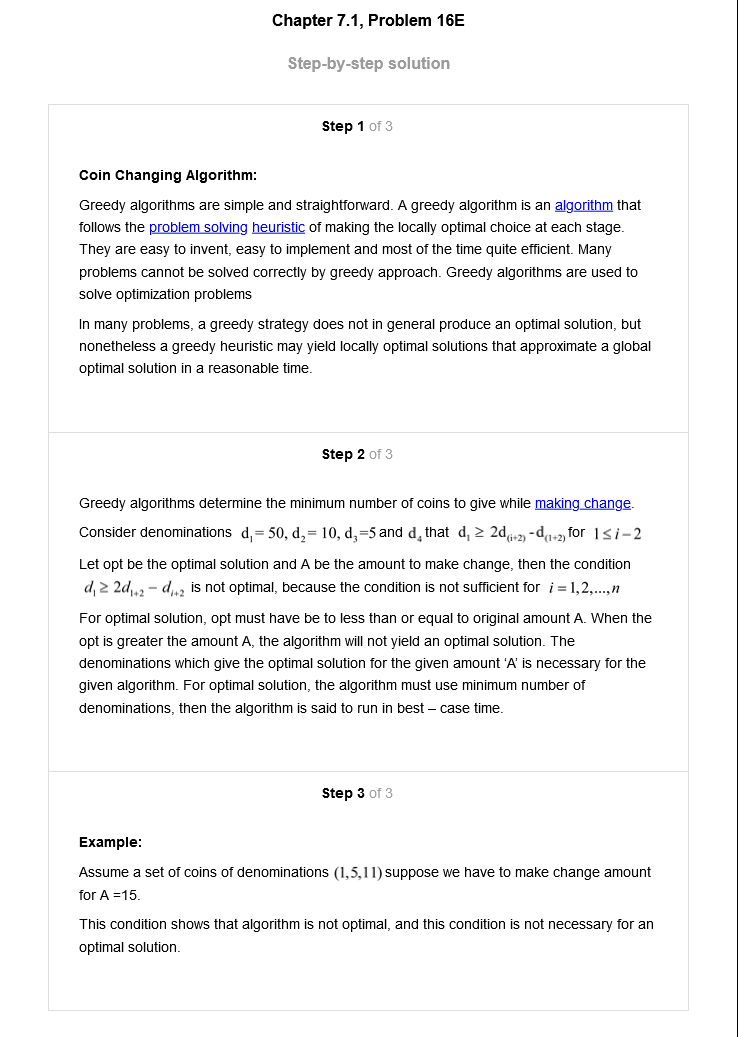 Chapter 7.1, Problem 16E
Step-by-step solution
Step 1 of 3
Coin Changing Algorithm:
Greedy algorithms are simple and straightforward. A greedy algorithm is an algorithm that
follows the problem solving heuristic of making the locally optimal choice at each stage.
They are easy to invent, easy to implement and most of the time quite efficient. Many
problems cannot be solved correctly by greedy approach. Greedy algorithms are used to
solve optimization problems
In many problems, a greedy strategy does not in general produce an optimal solution, but
nonetheless a greedy heuristic may yield locally optimal solutions that approximate a global
optimal solution in a reasonable time.
Step 2 of 3
Greedy algorithms determine the minimum number of coins to give while making change.
Consider denominations d₁= 50, d₂= 10, d₃=5 and d₄ that d₁ ≥ 2d₍ᵢ₊₂₎ -d₍₁₊₂₎ for 1≤i−2
Let opt be the optimal solution and A be the amount to make change, then the condition
d₁≥ 2d₁₊₂ − dᵢ₊₂ is not optimal, because the condition is not sufficient for i=1,2,...,n
For optimal solution, opt must have be to less than or equal to original amount A. When the
opt is greater the amount A, the algorithm will not yield an optimal solution. The
denominations which give the optimal solution for the given amount ‘A’ is necessary for the
given algorithm. For optimal solution, the algorithm must use minimum number of
denominations, then the algorithm is said to run in best – case time.
Step 3 of 3
Example:
Assume a set of coins of denominations (1,5,11) suppose we have to make change amount
for A =15.
This condition shows that algorithm is not optimal, and this condition is not necessary for an
optimal solution.